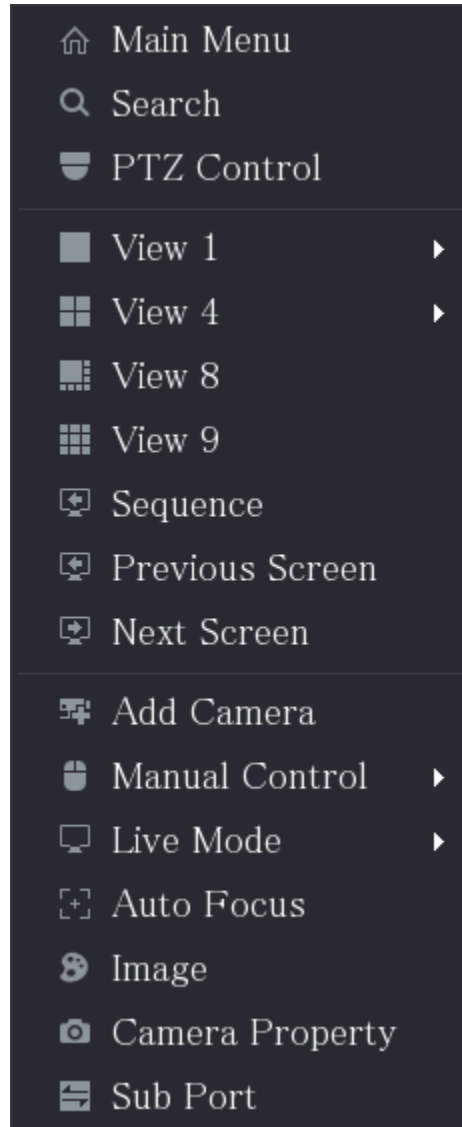 Main Menu
Search
PTZ Control
View 1
View 4
View 8
View 9
Sequence
Previous Screen
Next Screen
Add Camera
Manual Control
Live Mode
Auto Focus
Image
Camera Property
Sub Port